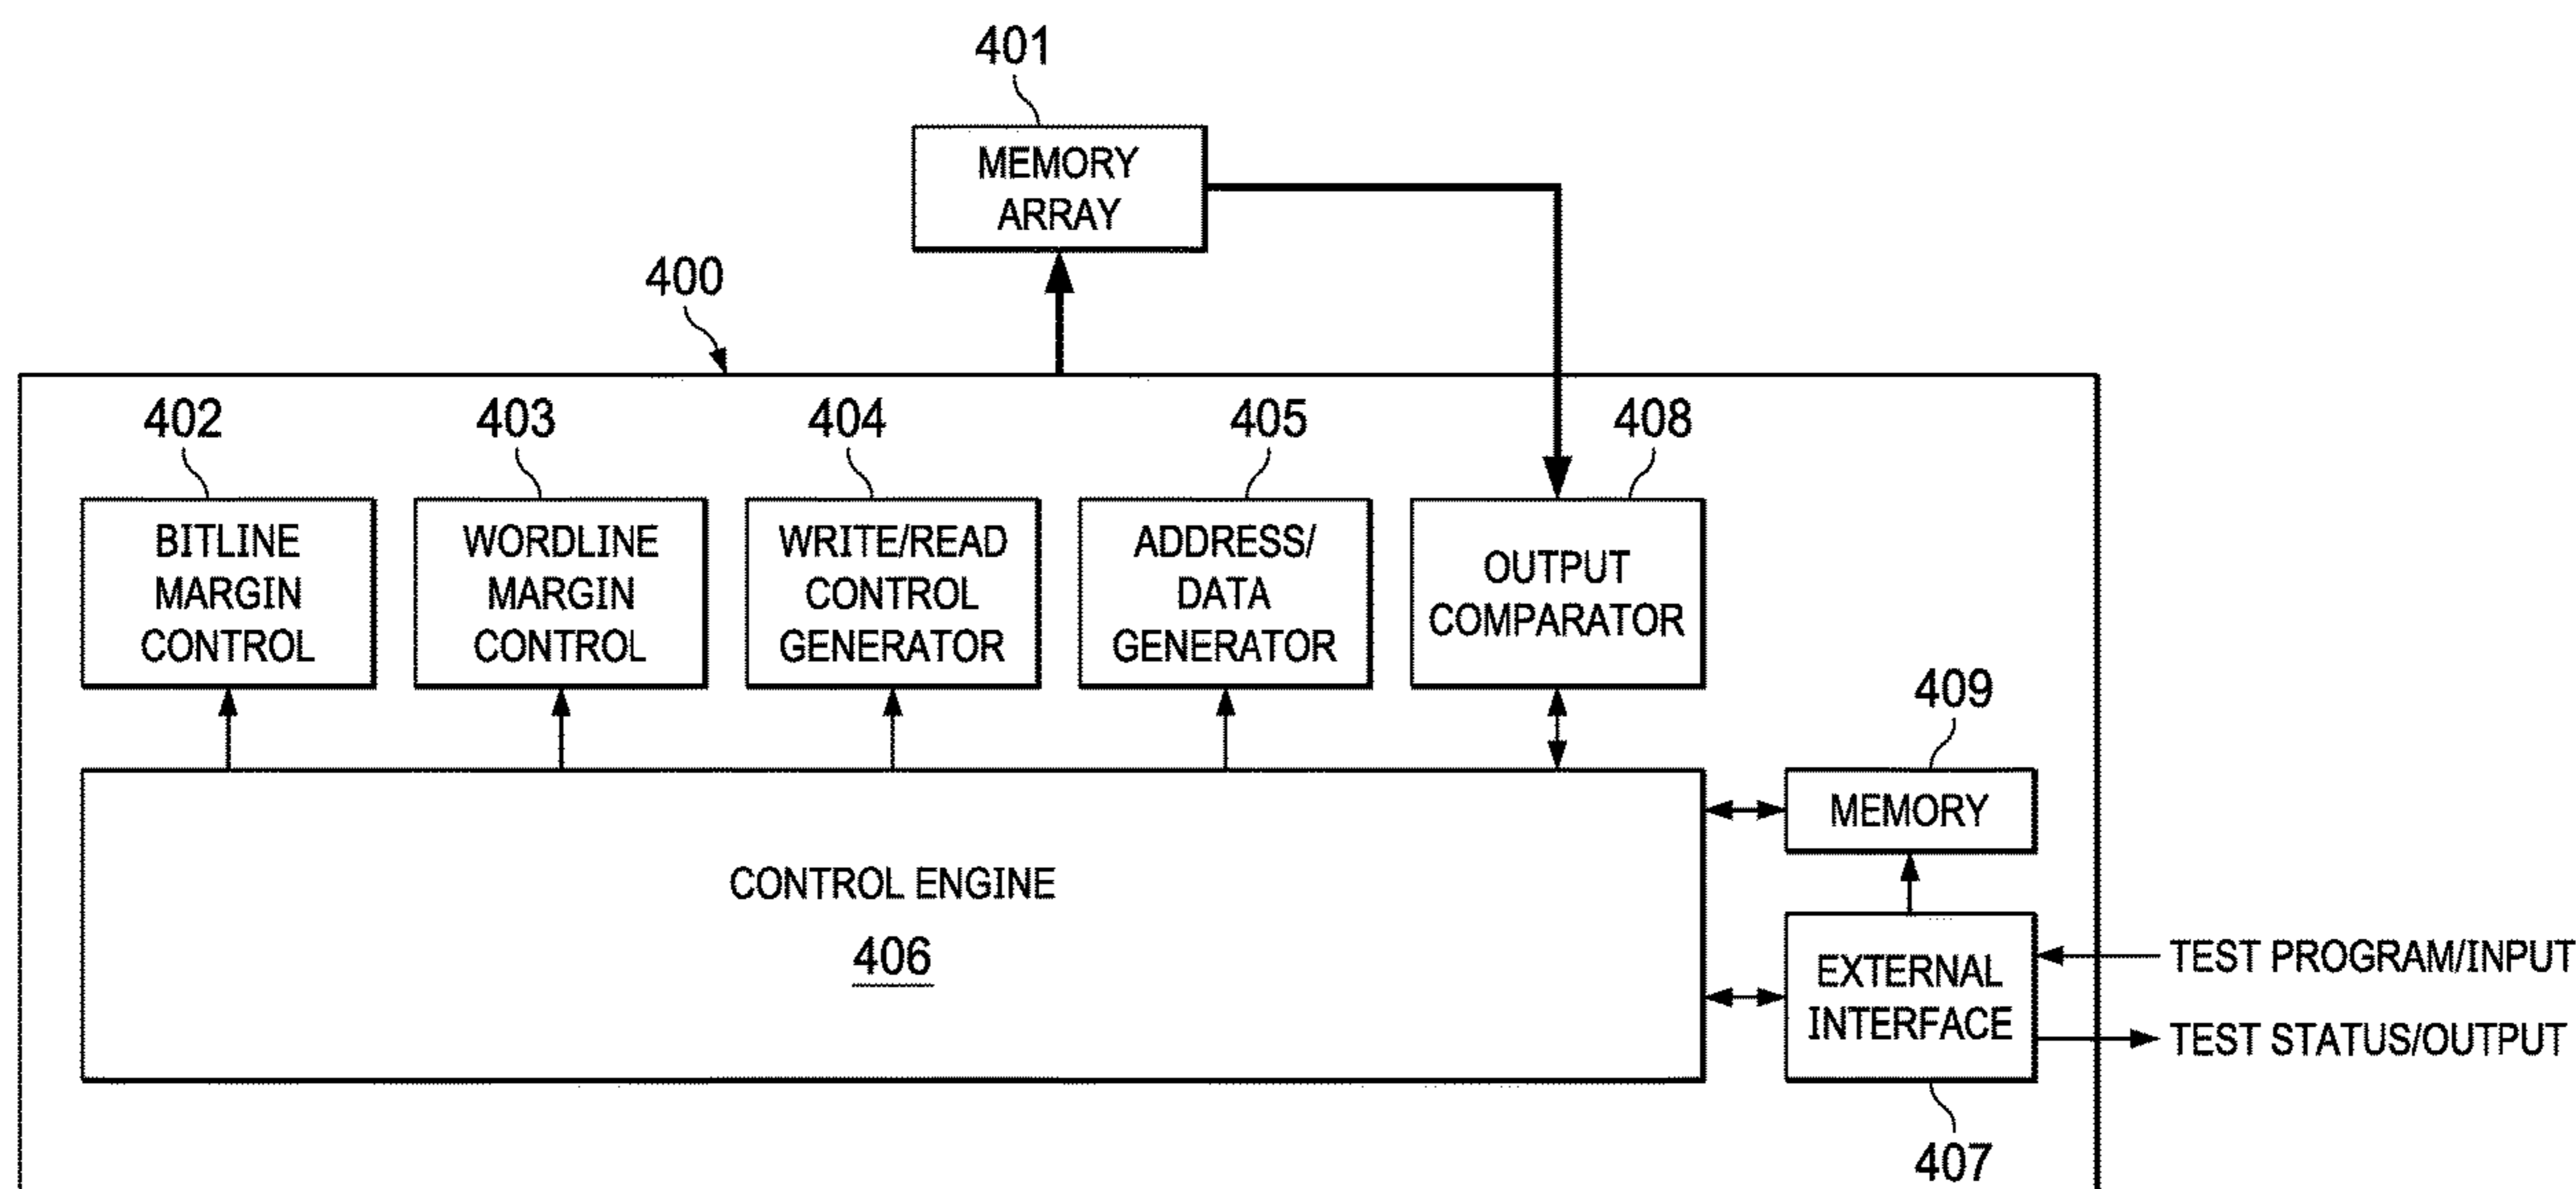 401
MEMORY
ARRAY
400
402
403
404
405
408
BITLINE
MARGIN
CONTROL
WORDLINE
MARGIN
CONTROL
WRITE/READ
CONTROL
GENERATOR
ADDRESS/
DATA
GENERATOR
OUTPUT
COMPARATOR
409
MEMORY
CONTROL ENGINE
406
EXTERNAL
INTERFACE
TEST PROGRAM/INPUT
TEST STATUS/OUTPUT
407